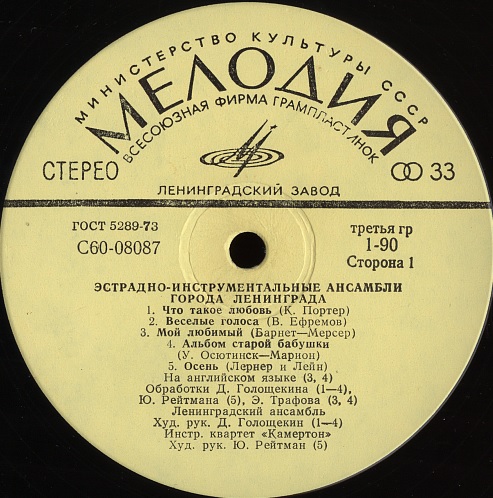 МИНИСТЕРСТВО КУЛЬТУРЫ СССР
МЕЛОДИЯ
ВСЕСОЮЗНАЯ ФИРМА ГРАМПЛАСТИНОК
СТЕРЕО
33
ЛЕНИНГРАДСКИЙ ЗАВОД
ГОСТ 5289-73
С60-08087
третья гр
1-90
Сторона 1
ЭСТРАДНО-ИНСТРУМЕНТАЛЬНЫЕ АНСАМБЛИ
ГОРОДА ЛЕНИНГРАДА
1. Что такое любовь (К. Портер)
2. Веселые голоса (В. Ефремов)
3. Мой любимый (Барнет—Мерсер)
4. Альбом старой бабушки
(У. Осютинск—Марион)
5. Осень (Лернер и Лейн)
На английском языке (3, 4)
Обработки Д. Голощекина (1—4),
Ю. Рейтмана (5), Э. Трафова (3, 4)
Ленинградский ансамбль
Худ. рук. Д. Голощекин (1—4)
Инстр. квартет «Камертон»
Худ. рук. Ю. Рейтман (5)